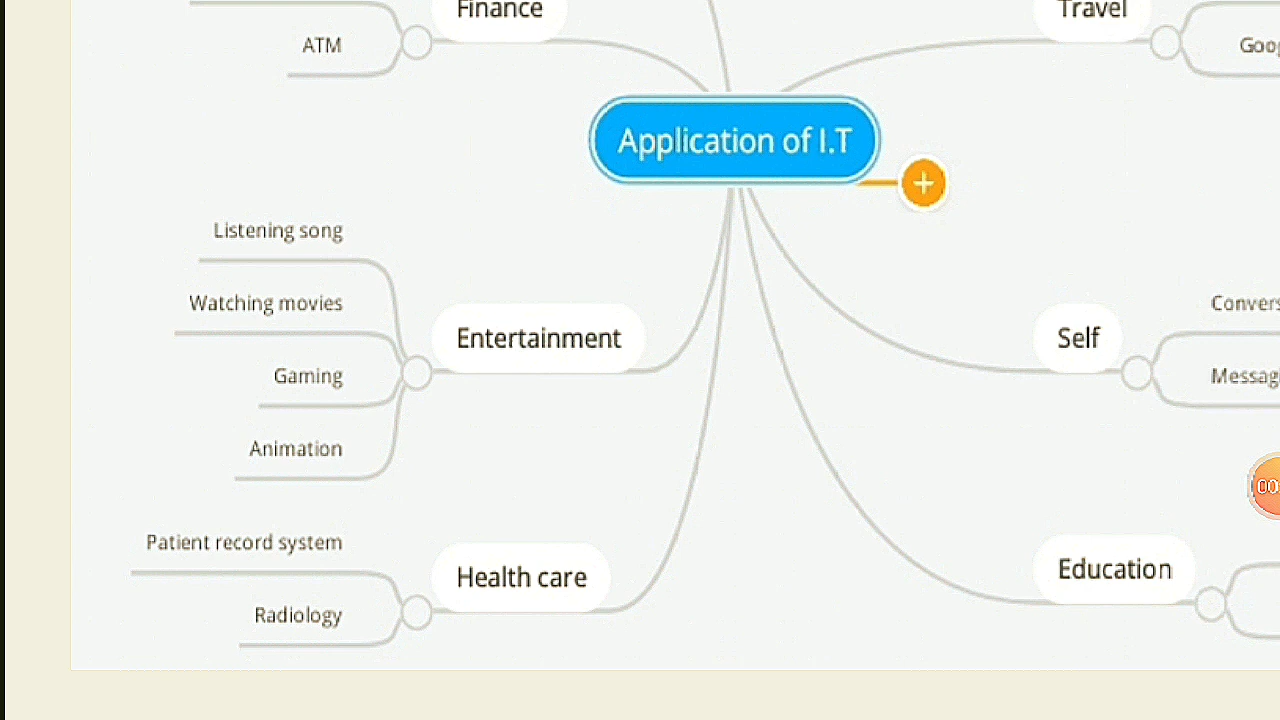 Finance
ATM
Travel
Application of I.T
Listening song
Watching movies
Entertainment
Gaming
Animation
Self
Patient record system
Health care
Radiology
Education